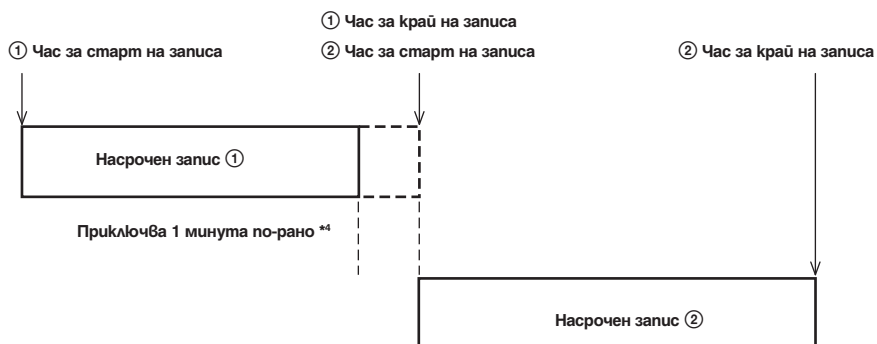 ① Час за край на записа
① Час за старт на записа
② Час за старт на записа
② Час за край на записа
Насрочен запис ①
Приключва 1 минута по-рано *4
Насрочен запис ②